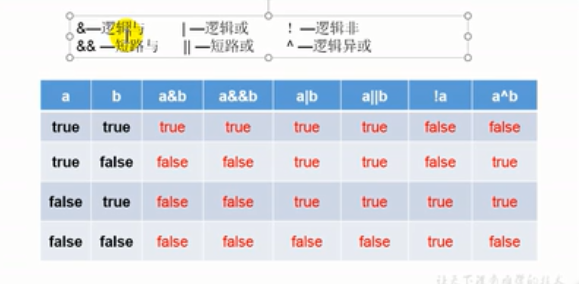 &—逻辑与 | —逻辑或 ! —逻辑非
&& —短路与 || —短路或 ^ —逻辑异或
a b a&b a&&b a|b a||b !a a^b
true true true true true true false false
true false false false true true false true
false true false false true true true true
false false false false false false true false